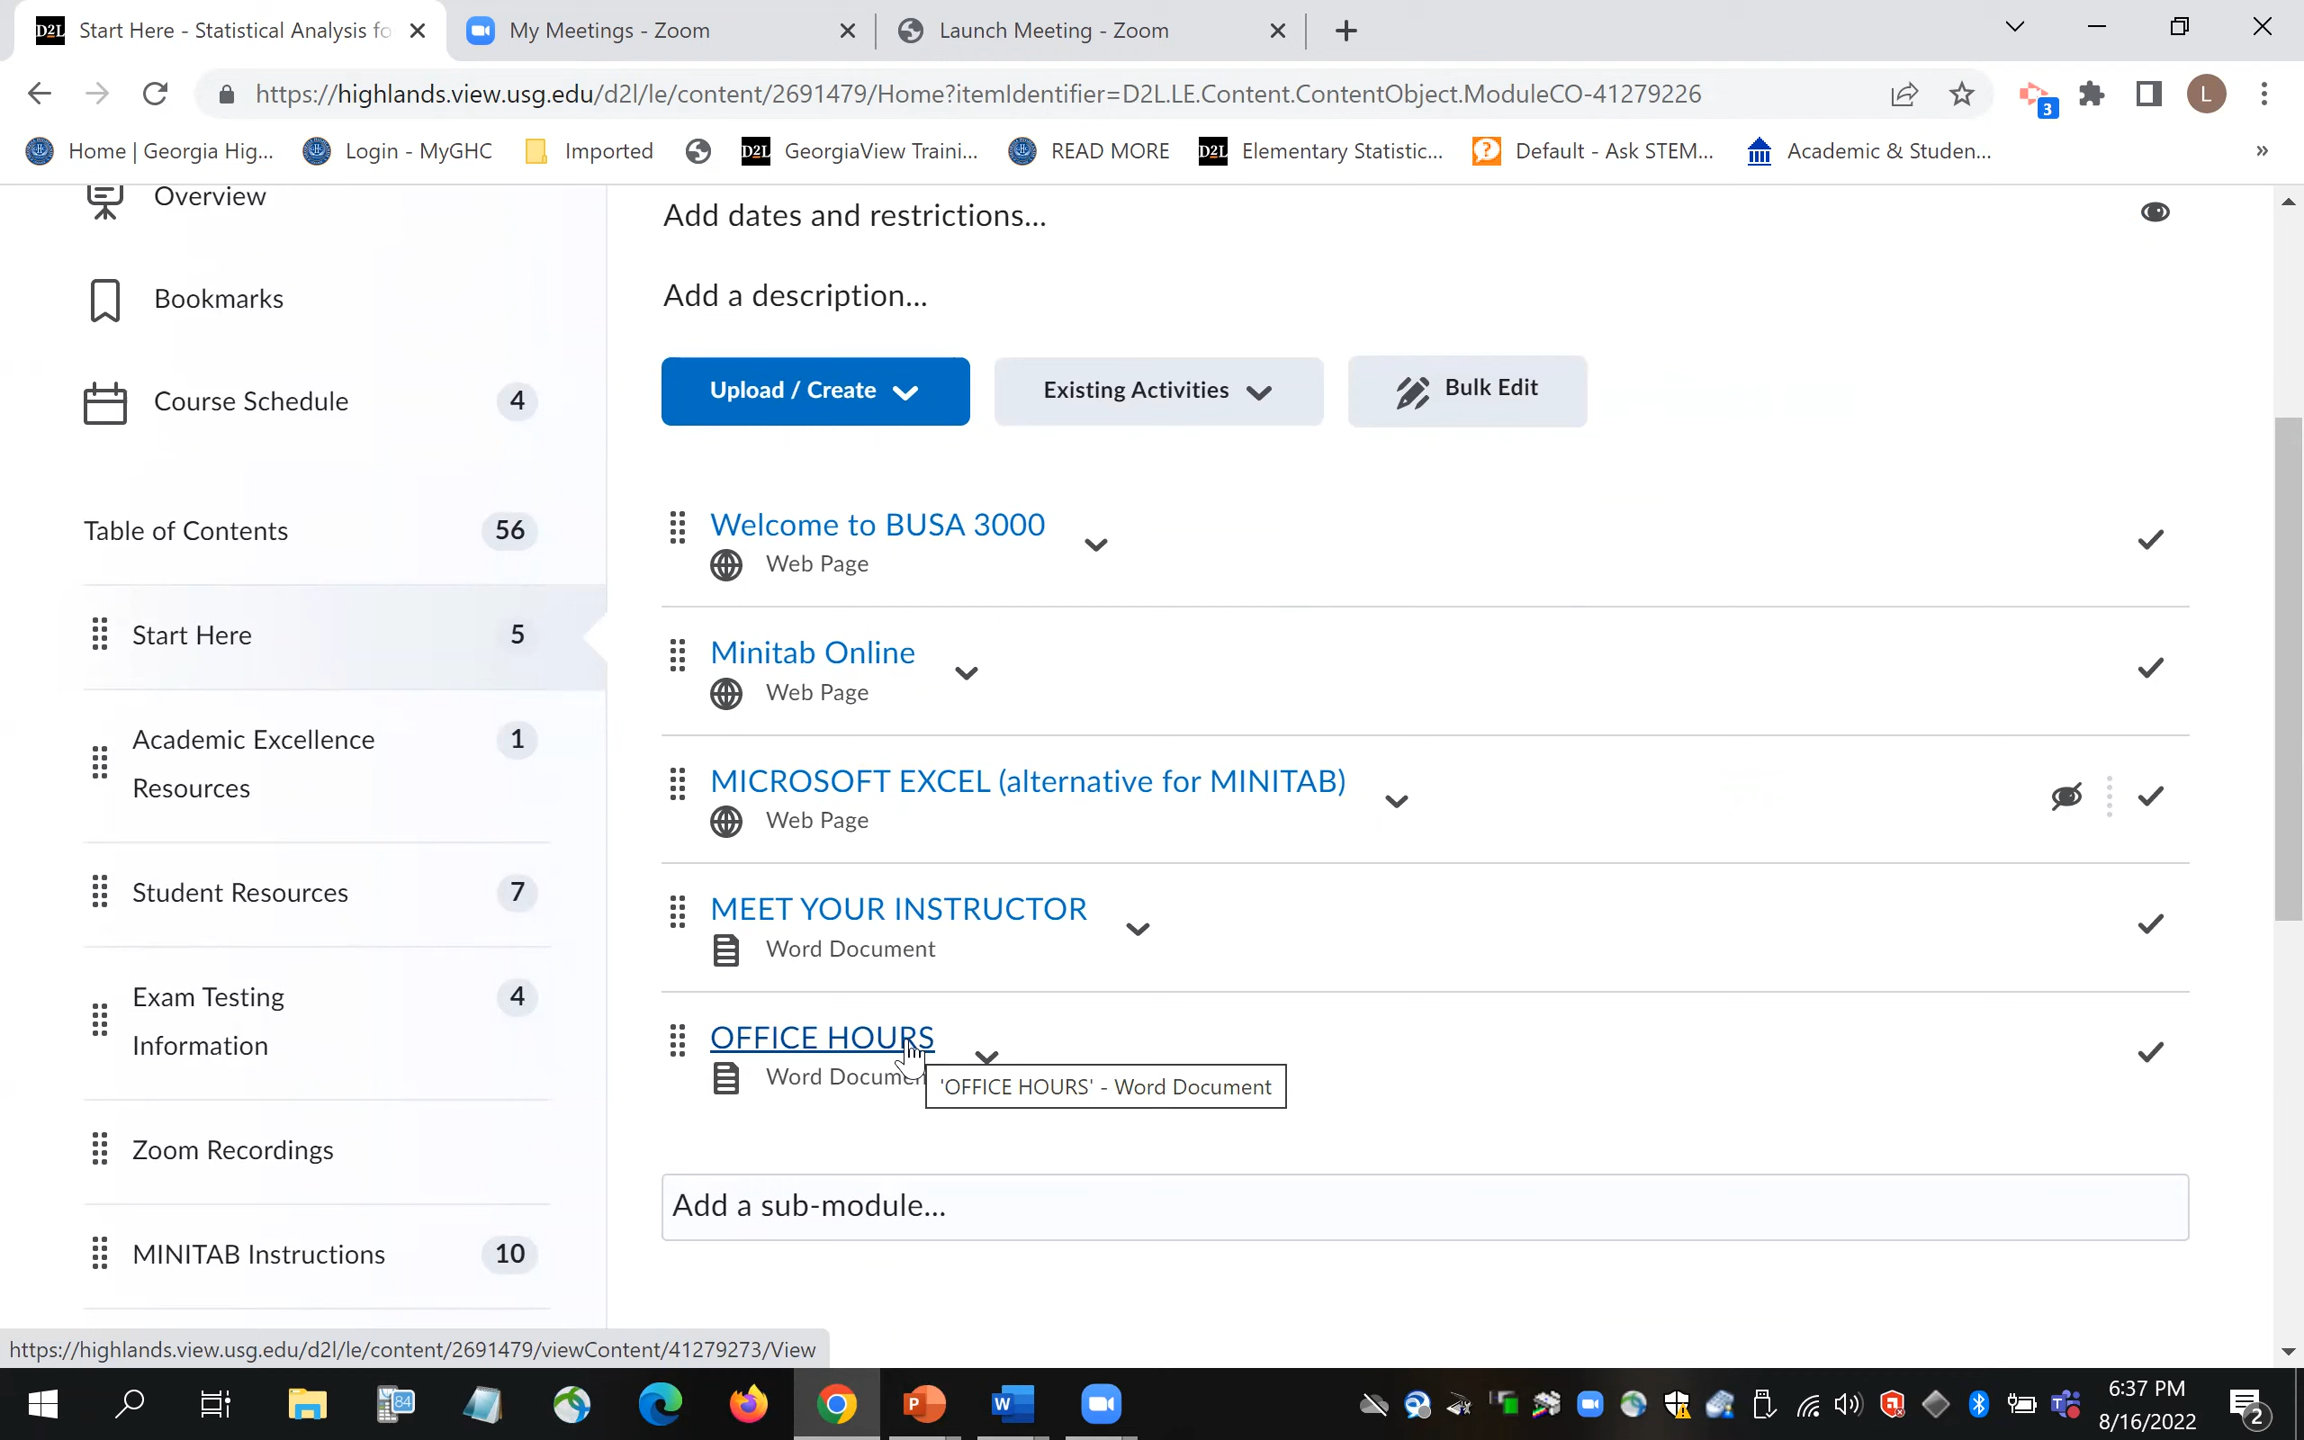 D2L Start Here - Statistical Analysis fo
My Meetings - Zoom
Launch Meeting - Zoom
https://highlands.view.usg.edu/d2l/le/content/2691479/Home?itemIdentifier=D2L.LE.Content.ContentObject.ModuleCO-41279226
3
L
Home | Georgia Hig...
Login - MyGHC
Imported
D2L GeorgiaView Traini...
READ MORE
D2L Elementary Statistic...
Default - Ask STEM...
Academic & Studen...
»
Overview
Bookmarks
Course Schedule 4
Table of Contents 56
Start Here 5
Academic Excellence
Resources 1
Student Resources 7
Exam Testing
Information 4
Zoom Recordings
MINITAB Instructions 10
Add dates and restrictions...
Add a description...
Upload / Create
Existing Activities
Bulk Edit
Welcome to BUSA 3000
Web Page
Minitab Online
Web Page
MICROSOFT EXCEL (alternative for MINITAB)
Web Page
MEET YOUR INSTRUCTOR
Word Document
OFFICE HOURS
Word Documen
'OFFICE HOURS' - Word Document
Add a sub-module...
https://highlands.view.usg.edu/d2l/le/content/2691479/viewContent/41279273/View
84
P
W
6:37 PM
8/16/2022
2